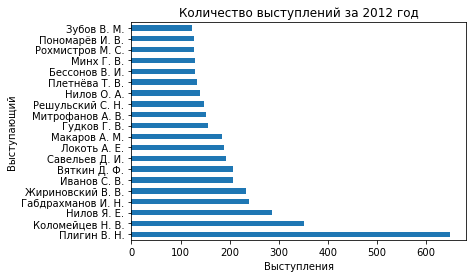 Количество выступлений за 2012 год
Зубов В. М.
Пономарёв И. В.
Рохмистров М. С.
Минх Г. В.
Бессонов В. И.
Плетнёва Т. В.
Нилов О. А.
Решульский С. Н.
Митрофанов А. В.
Гудков Г. В.
Макаров А. М.
Локоть А. Е.
Савельев Д. И.
Вяткин Д. Ф.
Иванов С. В.
Жириновский В. В.
Габдрахманов И. Н.
Нилов Я. Е.
Коломейцев Н. В.
Плигин В. Н.
Выступающий
0 100 200 300 400 500 600
Выступления